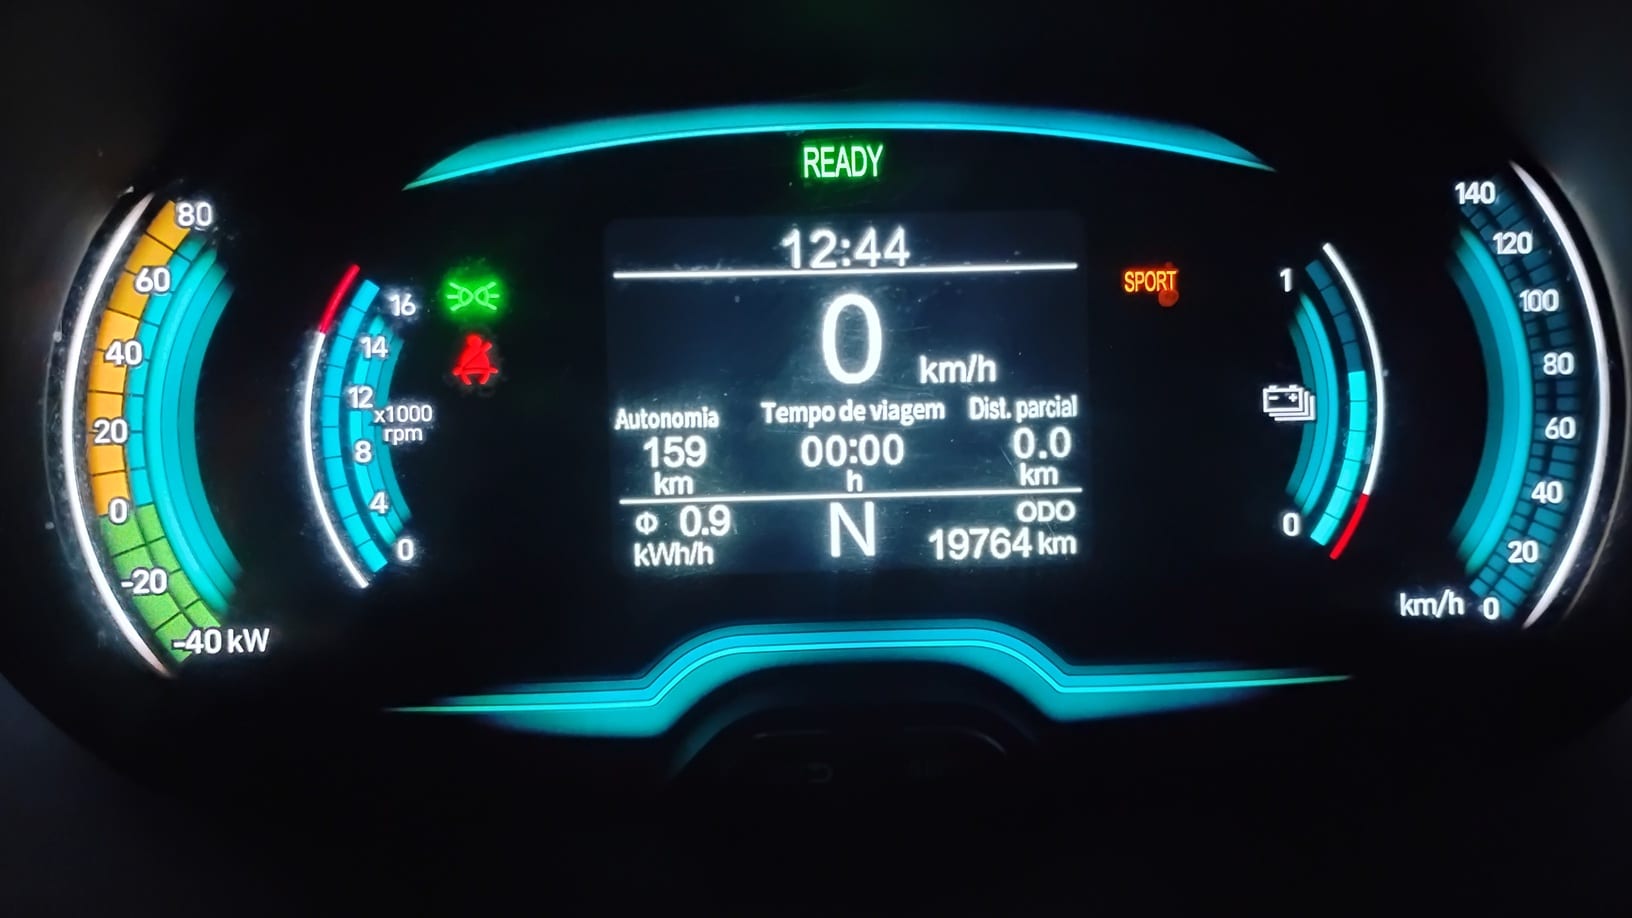 READY
12:44
SPORT
0 km/h
Autonomia
159
km
Tempo de viagem
00:00
h
Dist. parcial
0.0
km
Φ 0.9
kWh/h
N
ODO
19764 km
80
60
40
20
0
-20
-40 kW
16
14
12
x1000
rpm
8
4
0
1
0
140
120
100
80
60
40
20
km/h 0